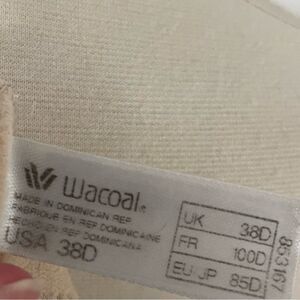 Wacoal®
MADE IN DOMINICAN REP.
FABRIQUE EN REP DOMINICAINE
HECHO EN REP DOMINICANA
USA 38D
UK 38D
FR 100D
EU JP 85D
853167